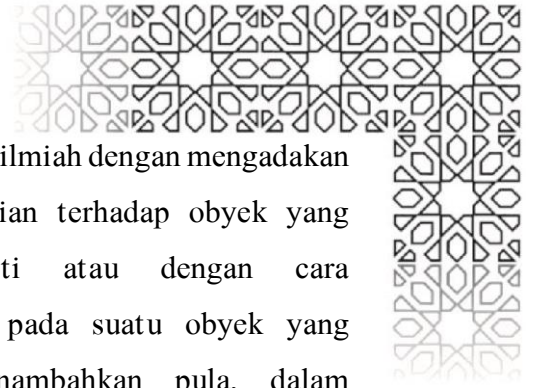 ilmiah dengan mengadakan
ian terhadap obyek yang
ti atau dengan cara
pada suatu obyek yang
nambahkan pula, dalam